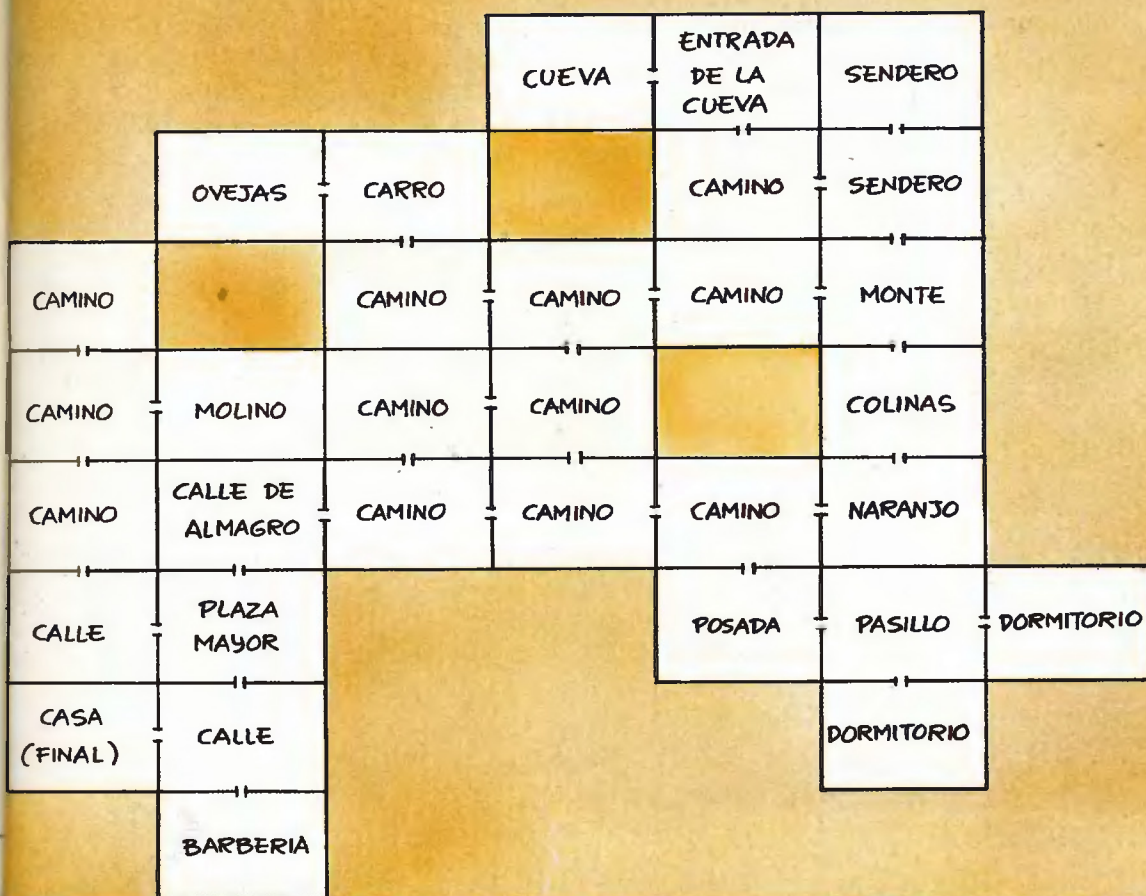 CUEVA
ENTRADA
DE LA
CUEVA
SENDERO
OVEJAS
CARRO
CAMINO
SENDERO
CAMINO
CAMINO
CAMINO
CAMINO
MONTE
CAMINO
MOLINO
CAMINO
CAMINO
COLINAS
CAMINO
CALLE DE
ALMAGRO
CAMINO
CAMINO
CAMINO
NARANJO
CALLE
PLAZA
MAYOR
POSADA
PASILLO
DORMITORIO
CASA
(FINAL)
CALLE
DORMITORIO
BARBERIA